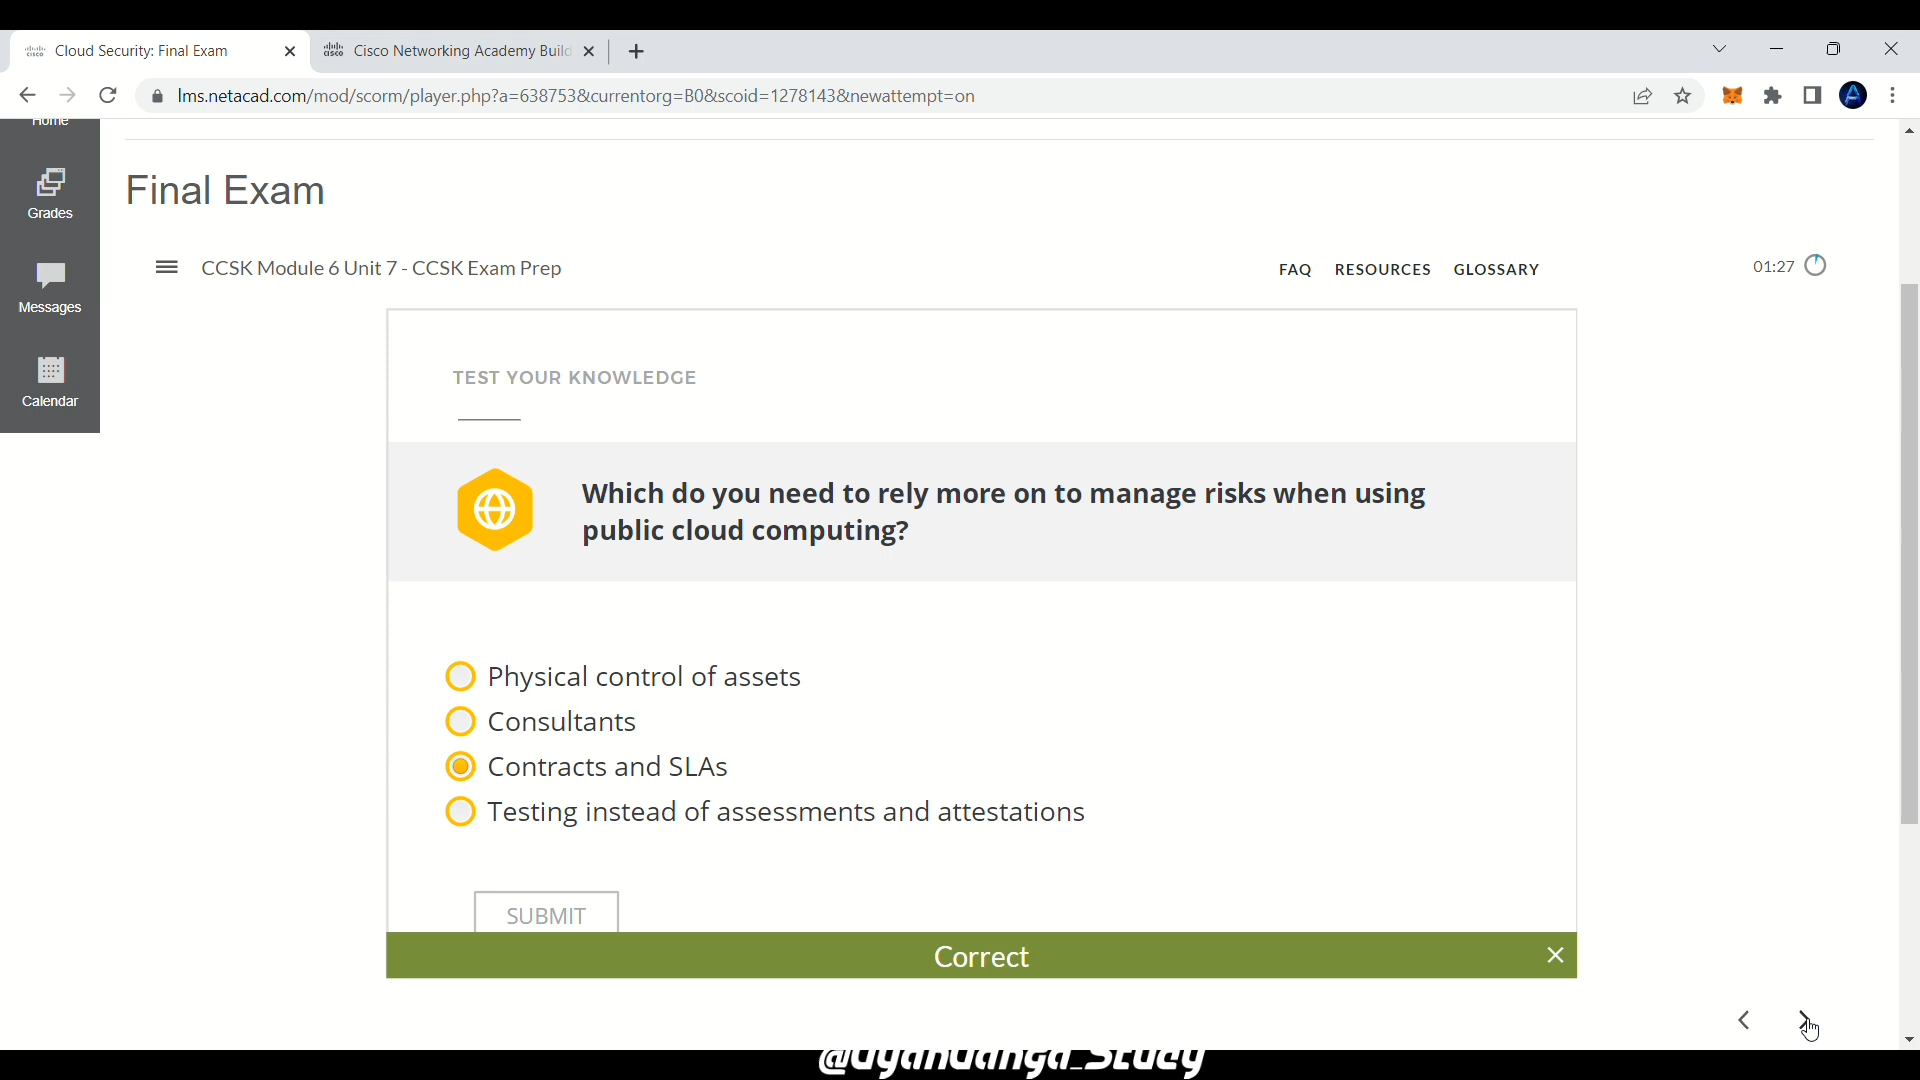 Cloud Security: Final Exam
Cisco Networking Academy Build
lms.netacad.com/mod/scorm/player.php?a=638753&currentorg=B0&scoid=1278143&newattempt=on
Home
Grades
Messages
Calendar
Final Exam
CCSK Module 6 Unit 7 - CCSK Exam Prep
FAQ RESOURCES GLOSSARY
01:27
TEST YOUR KNOWLEDGE
Which do you need to rely more on to manage risks when using
public cloud computing?
Physical control of assets
Consultants
Contracts and SLAs
Testing instead of assessments and attestations
SUBMIT
Correct